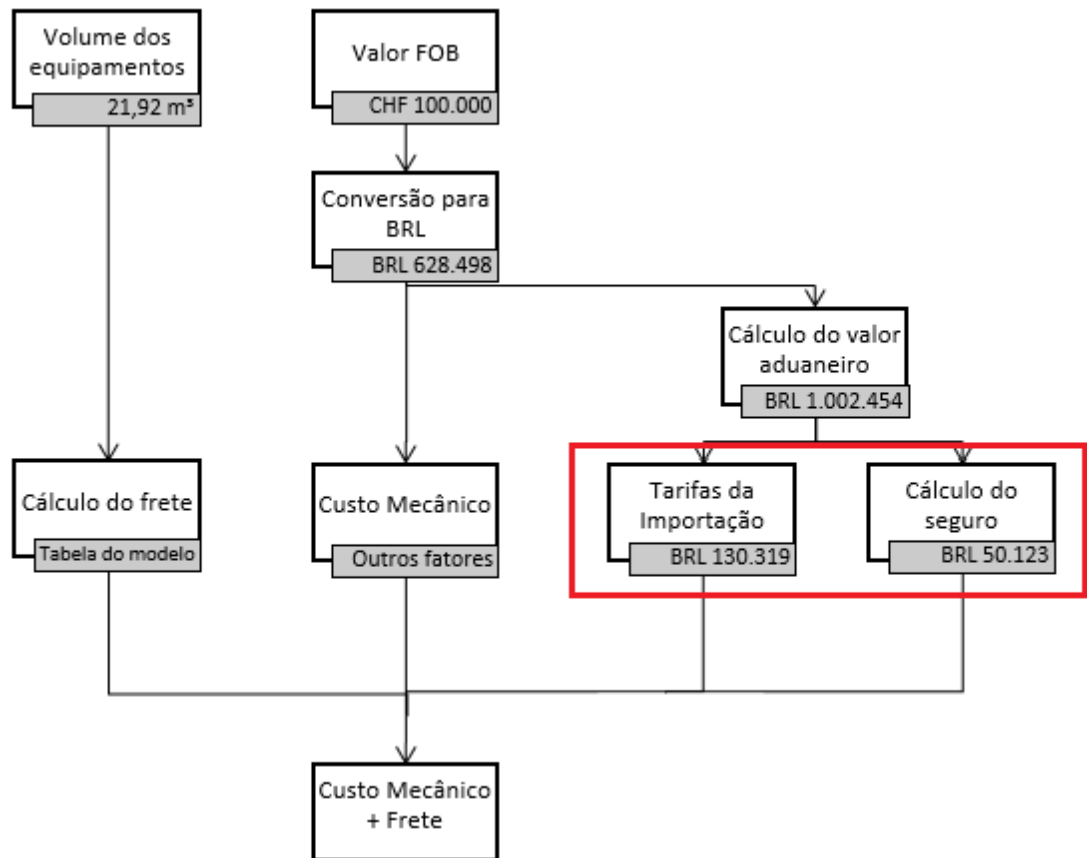 Volume dos
equipamentos
21,92 m³
Valor FOB
CHF 100.000
Conversão para
BRL
BRL 628.498
Cálculo do valor
aduaneiro
BRL 1.002.454
Cálculo do frete
Tabela do modelo
Custo Mecânico
Outros fatores
Tarifas da
Importação
BRL 130.319
Cálculo do
seguro
BRL 50.123
Custo Mecânico
+ Frete